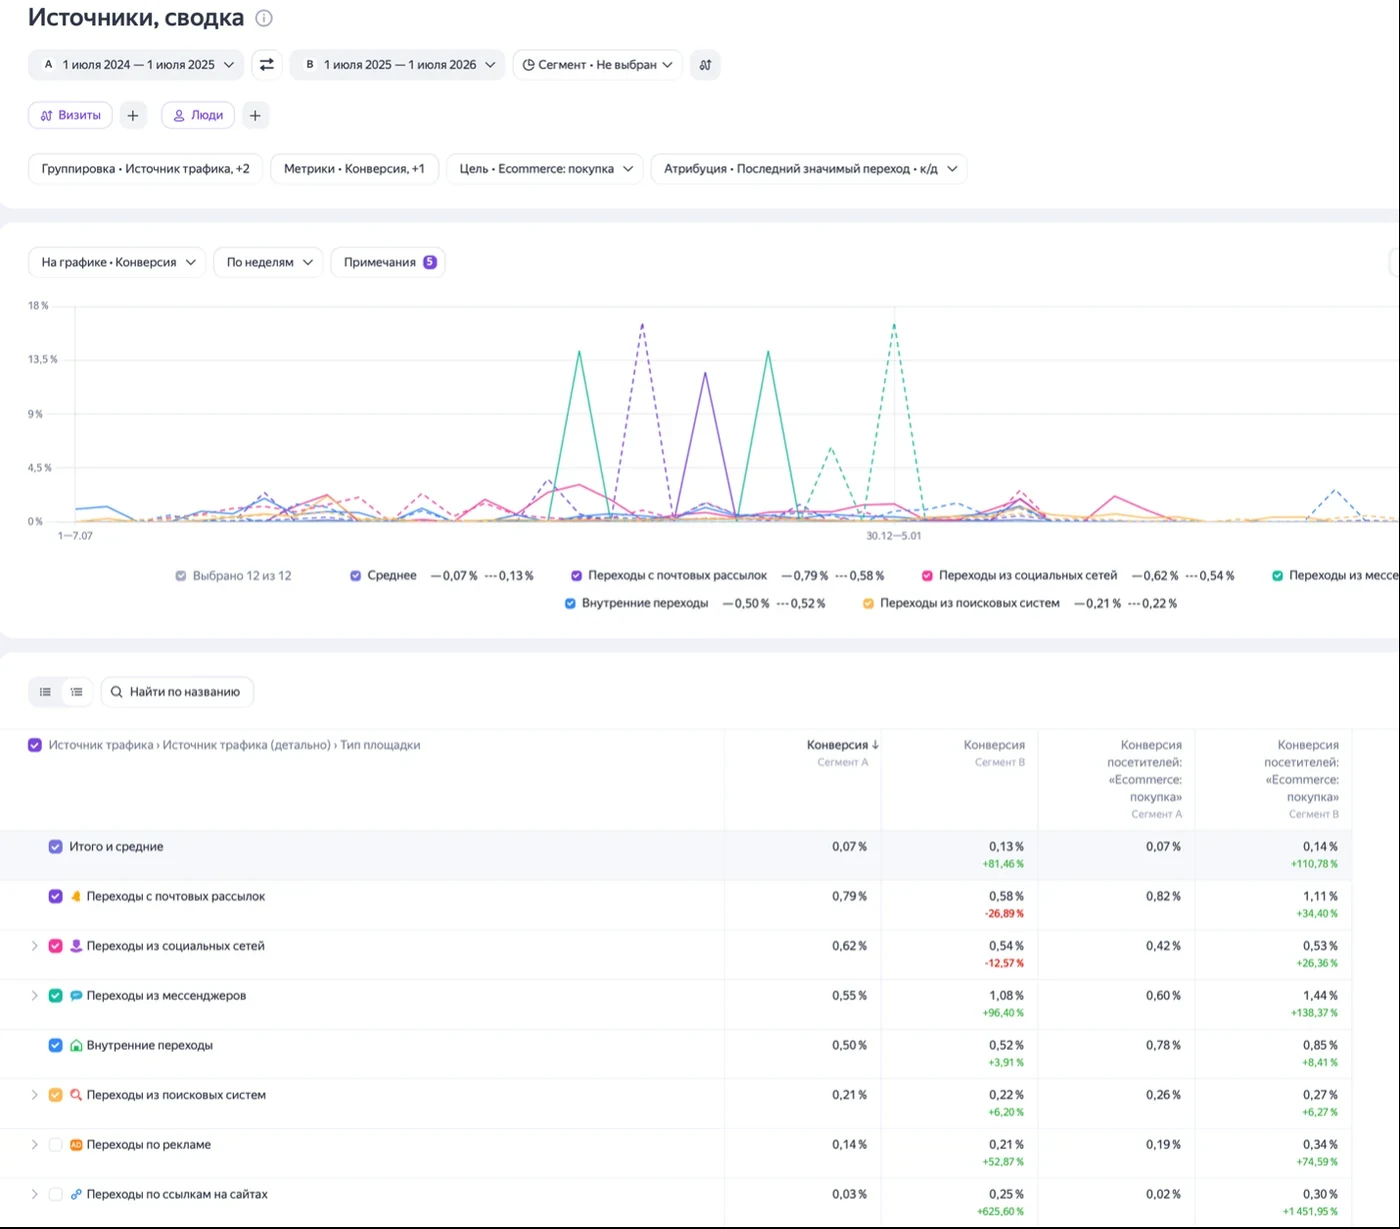 Источники, сводка
A 1 июля 2024 — 1 июля 2025
B 1 июля 2025 — 1 июля 2026
Сегмент • Не выбран
Визиты
Люди
Группировка • Источник трафика, +2
Метрики • Конверсия, +1
Цель • Ecommerce: покупка
Атрибуция • Последний значимый переход • к/д
На графике • Конверсия
По неделям
Примечания 5
18 %
13,5 %
9 %
4,5 %
0 %
1—7.07
30.12—5.01
Выбрано 12 из 12
Среднее —0,07 % ---0,13 %
Переходы с почтовых рассылок —0,79 % ---0,58 %
Переходы из социальных сетей —0,62 % ---0,54 %
Переходы из мессе
Внутренние переходы —0,50 % ---0,52 %
Переходы из поисковых систем —0,21 % ---0,22 %
Найти по названию
Источник трафика › Источник трафика (детально) › Тип площадки
Конверсия ↓
Сегмент A
Конверсия
Сегмент B
Конверсия
посетителей:
«Ecommerce:
покупка»
Сегмент A
Конверсия
посетителей:
«Ecommerce:
покупка»
Сегмент B
Итого и средние 0,07 % 0,13 % 0,07 % 0,14 %
+81,46 % +110,78 %
Переходы с почтовых рассылок 0,79 % 0,58 % 0,82 % 1,11 %
-26,89 % +34,40 %
Переходы из социальных сетей 0,62 % 0,54 % 0,42 % 0,53 %
-12,57 % +26,36 %
Переходы из мессенджеров 0,55 % 1,08 % 0,60 % 1,44 %
+96,40 % +138,37 %
Внутренние переходы 0,50 % 0,52 % 0,78 % 0,85 %
+3,91 % +8,41 %
Переходы из поисковых систем 0,21 % 0,22 % 0,26 % 0,27 %
+6,20 % +6,27 %
AD Переходы по рекламе 0,14 % 0,21 % 0,19 % 0,34 %
+52,87 % +74,59 %
Переходы по ссылкам на сайтах 0,03 % 0,25 % 0,02 % 0,30 %
+625,60 % +1 451,95 %